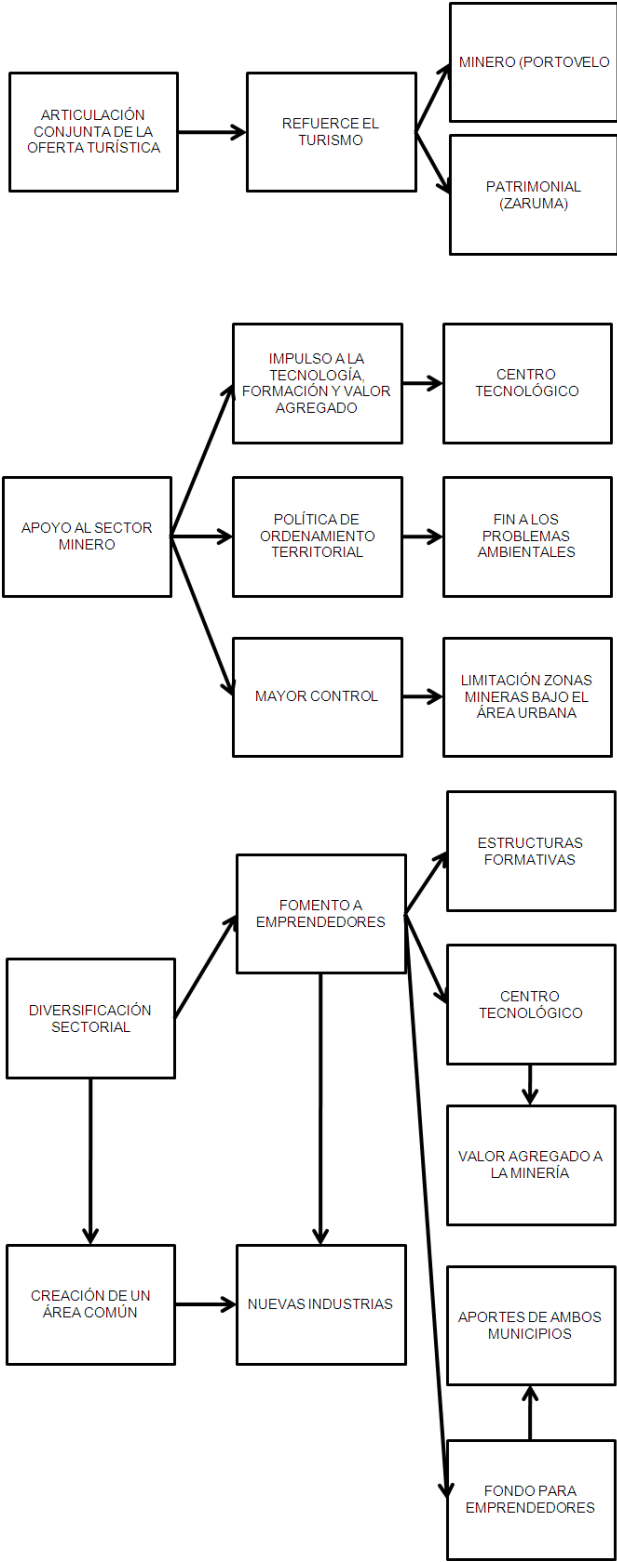 ARTICULACIÓN
CONJUNTA DE LA
OFERTA TURÍSTICA
REFUERCE EL
TURISMO
MINERO (PORTOVELO
PATRIMONIAL
(ZARUMA)
APOYO AL SECTOR
MINERO
IMPULSO A LA
TECNOLOGÍA,
FORMACIÓN Y VALOR
AGREGADO
CENTRO
TECNOLÓGICO
POLÍTICA DE
ORDENAMIENTO
TERRITORIAL
FIN A LOS
PROBLEMAS
AMBIENTALES
MAYOR CONTROL
LIMITACIÓN ZONAS
MINERAS BAJO EL
ÁREA URBANA
DIVERSIFICACIÓN
SECTORIAL
FOMENTO A
EMPRENDEDORES
ESTRUCTURAS
FORMATIVAS
CENTRO
TECNOLÓGICO
VALOR AGREGADO A
LA MINERÍA
CREACIÓN DE UN
ÁREA COMÚN
NUEVAS INDUSTRIAS
APORTES DE AMBOS
MUNICIPIOS
FONDO PARA
EMPRENDEDORES